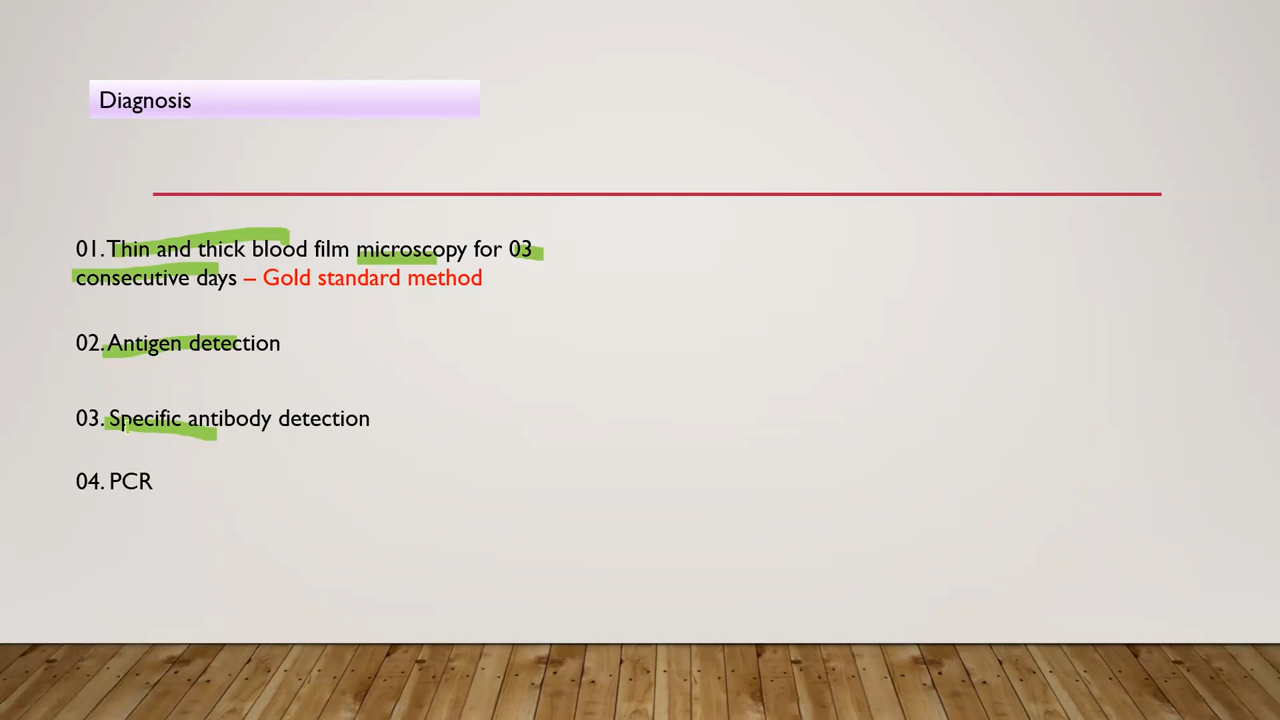 Diagnosis
01. Thin and thick blood film microscopy for 03
consecutive days – Gold standard method
02. Antigen detection
03. Specific antibody detection
04. PCR